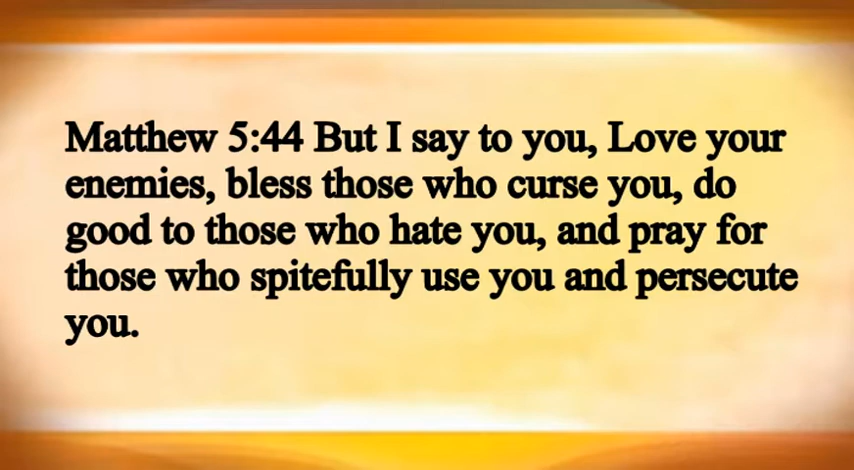 Matthew 5:44 But I say to you, Love your
enemies, bless those who curse you, do
good to those who hate you, and pray for
those who spitefully use you and persecute
you.